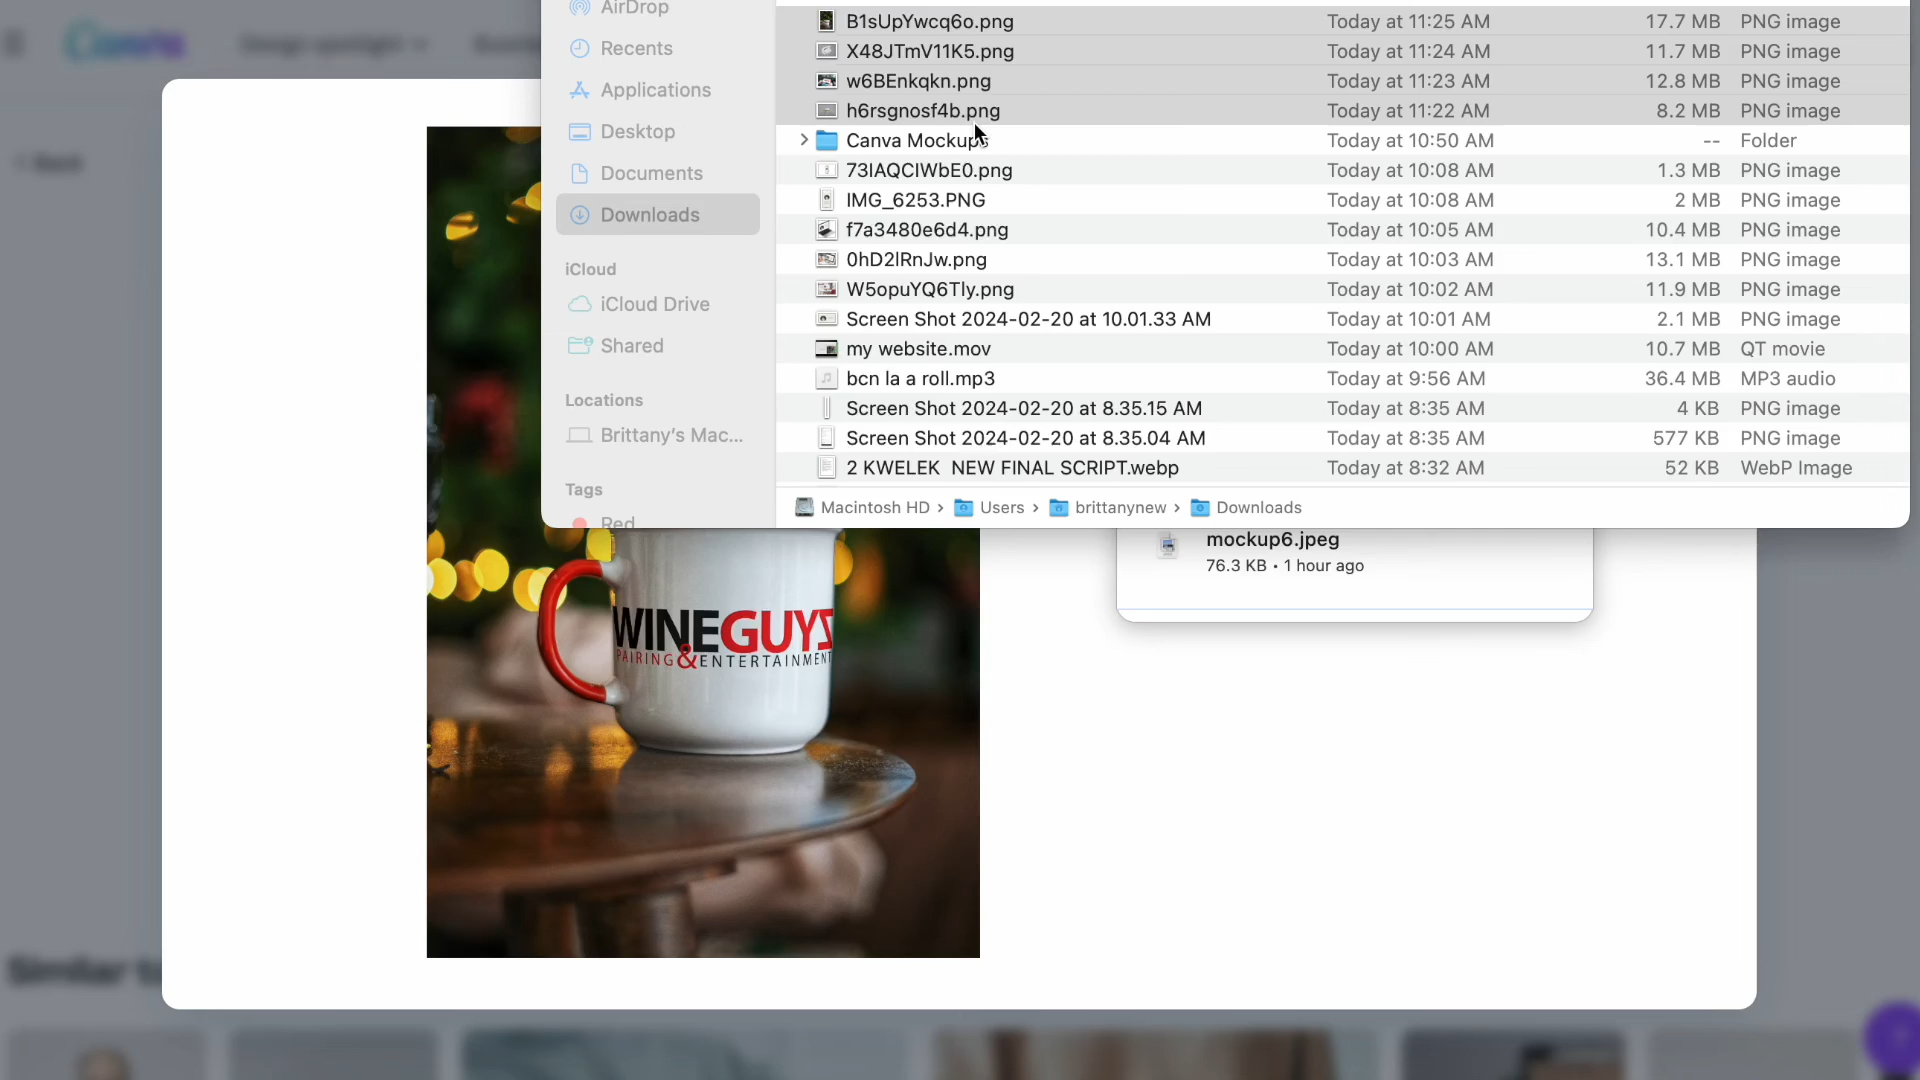 AirDrop
Recents
Applications
Desktop
Documents
Downloads
iCloud
iCloud Drive
Shared
Locations
Brittany's Mac...
Tags
Red
B1sUpYwcq6o.png Today at 11:25 AM 17.7 MB PNG image
X48JTmV11K5.png Today at 11:24 AM 11.7 MB PNG image
w6BEnkqkn.png Today at 11:23 AM 12.8 MB PNG image
h6rsgnosf4b.png Today at 11:22 AM 8.2 MB PNG image
Canva Mockups Today at 10:50 AM -- Folder
73IAQCIWbE0.png Today at 10:08 AM 1.3 MB PNG image
IMG_6253.PNG Today at 10:08 AM 2 MB PNG image
f7a3480e6d4.png Today at 10:05 AM 10.4 MB PNG image
0hD2IRnJw.png Today at 10:03 AM 13.1 MB PNG image
W5opuYQ6Tly.png Today at 10:02 AM 11.9 MB PNG image
Screen Shot 2024-02-20 at 10.01.33 AM Today at 10:01 AM 2.1 MB PNG image
my website.mov Today at 10:00 AM 10.7 MB QT movie
bcn la a roll.mp3 Today at 9:56 AM 36.4 MB MP3 audio
Screen Shot 2024-02-20 at 8.35.15 AM Today at 8:35 AM 4 KB PNG image
Screen Shot 2024-02-20 at 8.35.04 AM Today at 8:35 AM 577 KB PNG image
2 KWELEK NEW FINAL SCRIPT.webp Today at 8:32 AM 52 KB WebP Image
Macintosh HD › Users › brittanynew › Downloads
mockup6.jpeg
76.3 KB • 1 hour ago
WINEGUYZ
PAIRING&ENTERTAINMENT
Canva
Design spotlight
Back
Similar to